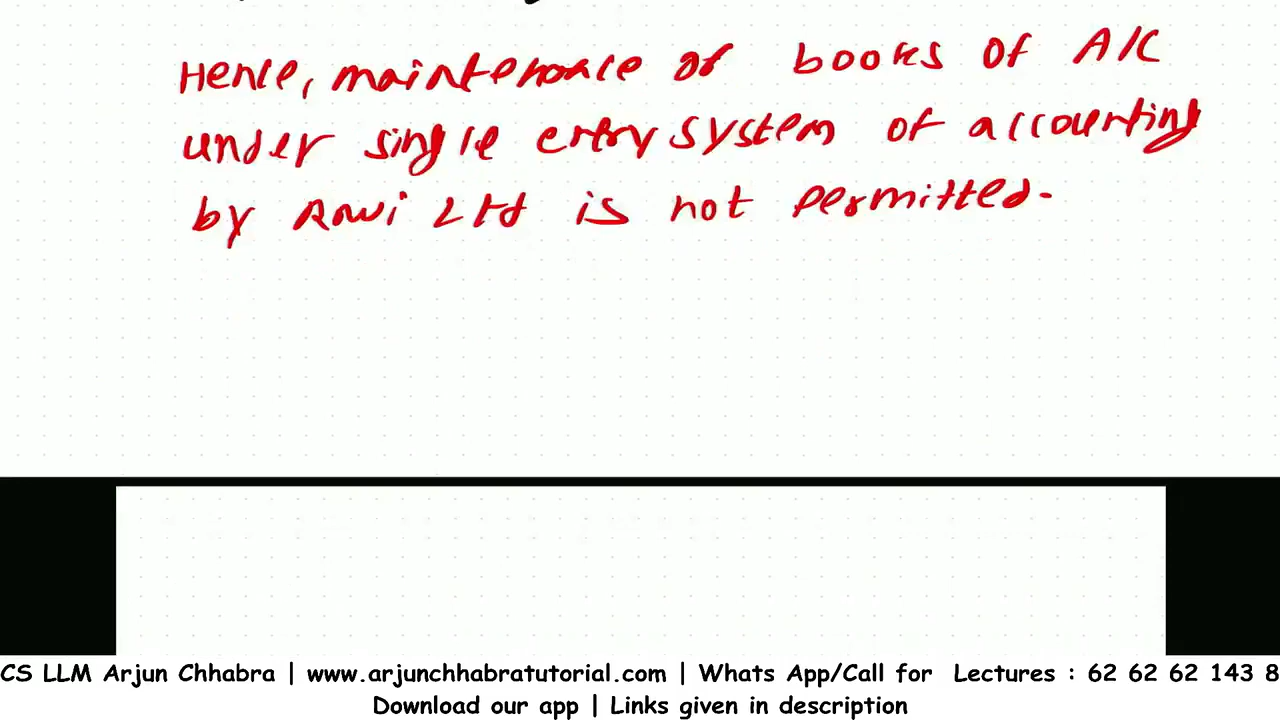 Hence, maintenance of books of A/C
under single entry system of accounting
by Ravi Ltd is not permitted.
CS LLM Arjun Chhabra | www.arjunchhabratutorial.com | Whats App/Call for Lectures : 62 62 62 143 8
Download our app | Links given in description